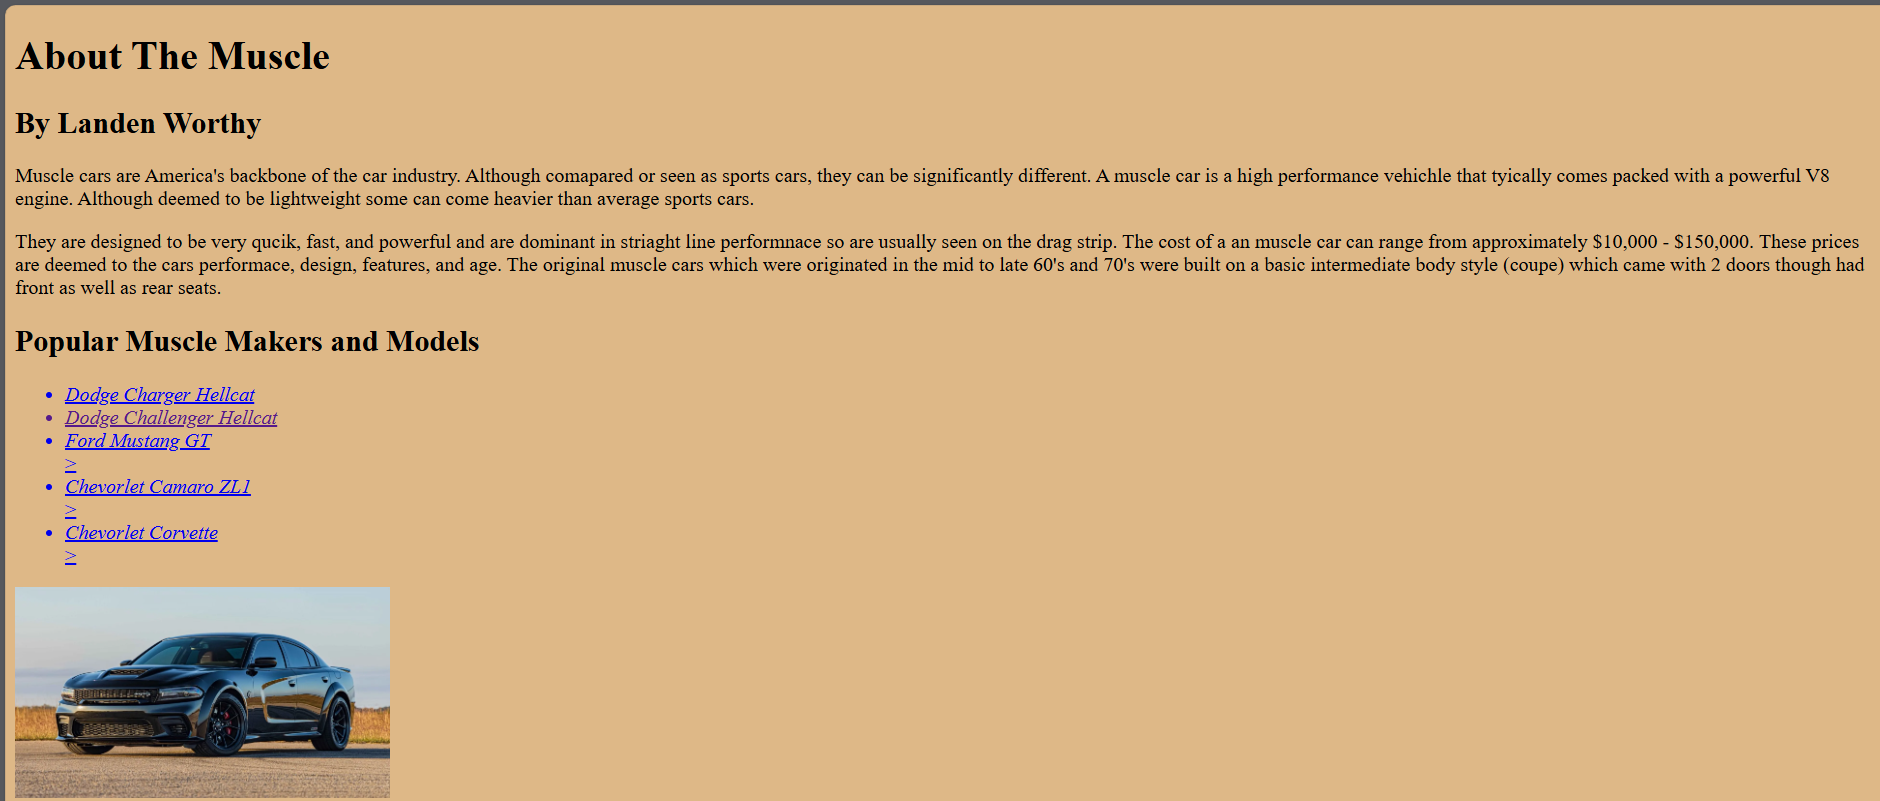 About The Muscle
By Landen Worthy
Muscle cars are America's backbone of the car industry. Although comapared or seen as sports cars, they can be significantly different. A muscle car is a high performance vehichle that tyically comes packed with a powerful V8
engine. Although deemed to be lightweight some can come heavier than average sports cars.
They are designed to be very qucik, fast, and powerful and are dominant in striaght line performnace so are usually seen on the drag strip. The cost of a an muscle car can range from approximately $10,000 - $150,000. These prices
are deemed to the cars performace, design, features, and age. The original muscle cars which were originated in the mid to late 60's and 70's were built on a basic intermediate body style (coupe) which came with 2 doors though had
front as well as rear seats.
Popular Muscle Makers and Models
• Dodge Charger Hellcat
• Dodge Challenger Hellcat
• Ford Mustang GT
>
• Chevorlet Camaro ZL1
>
• Chevorlet Corvette
>